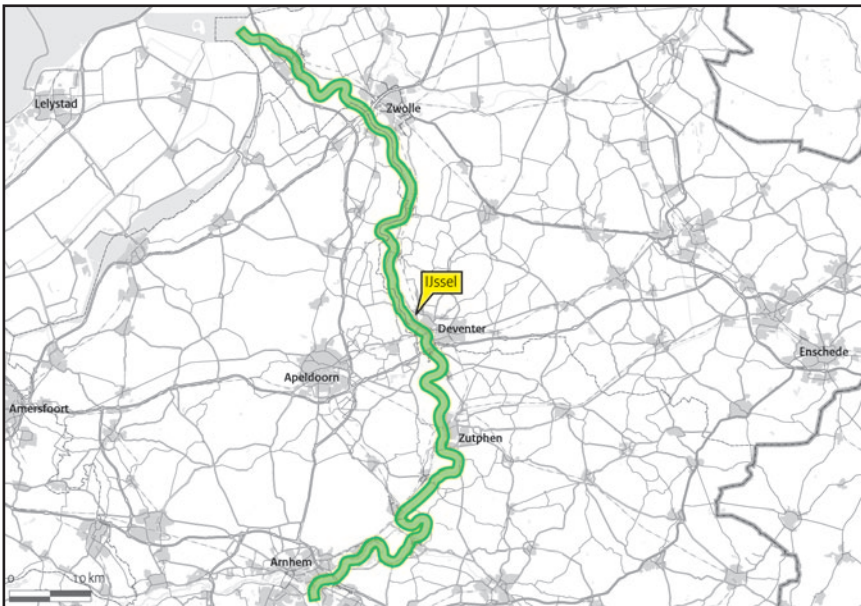 Lelystad
Zwolle
IJssel
Deventer
Apeldoorn
Enschede
Amersfoort
Zutphen
Arnhem
0 10 km